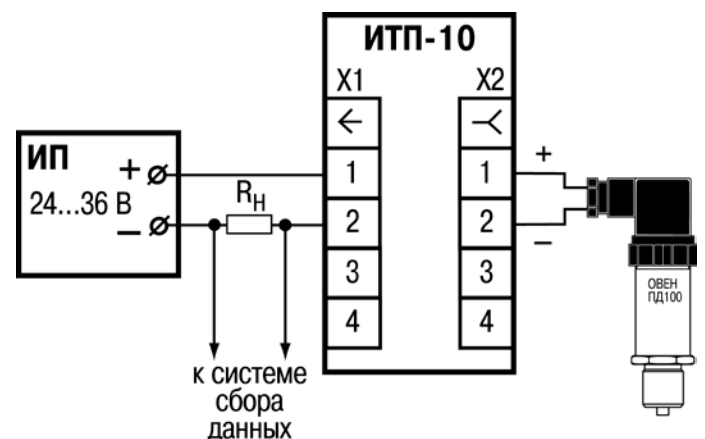 ИТП-10
X1
X2
ИП
24...36 В
+
−
RН
1
2
3
4
1
2
3
4
+
−
ОВЕН
ПД100
к системе
сбора
данных